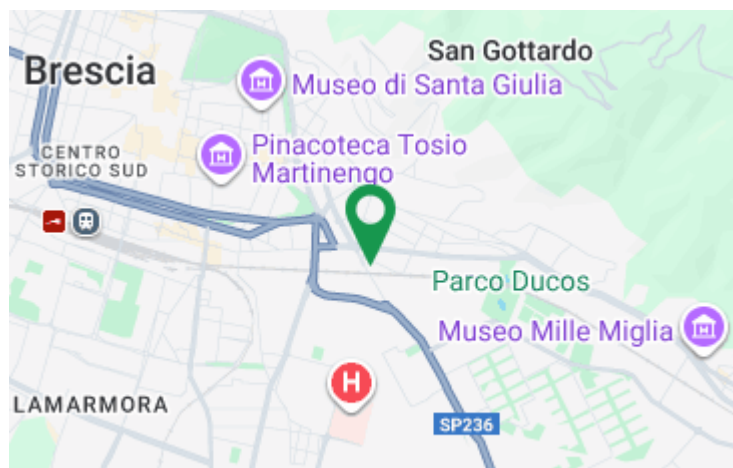 San Gottardo
Brescia
Museo di Santa Giulia
CENTRO
STORICO SUD
Pinacoteca Tosio
Martinengo
Parco Ducos
Museo Mille Miglia
H
LAMARMORA
SP236